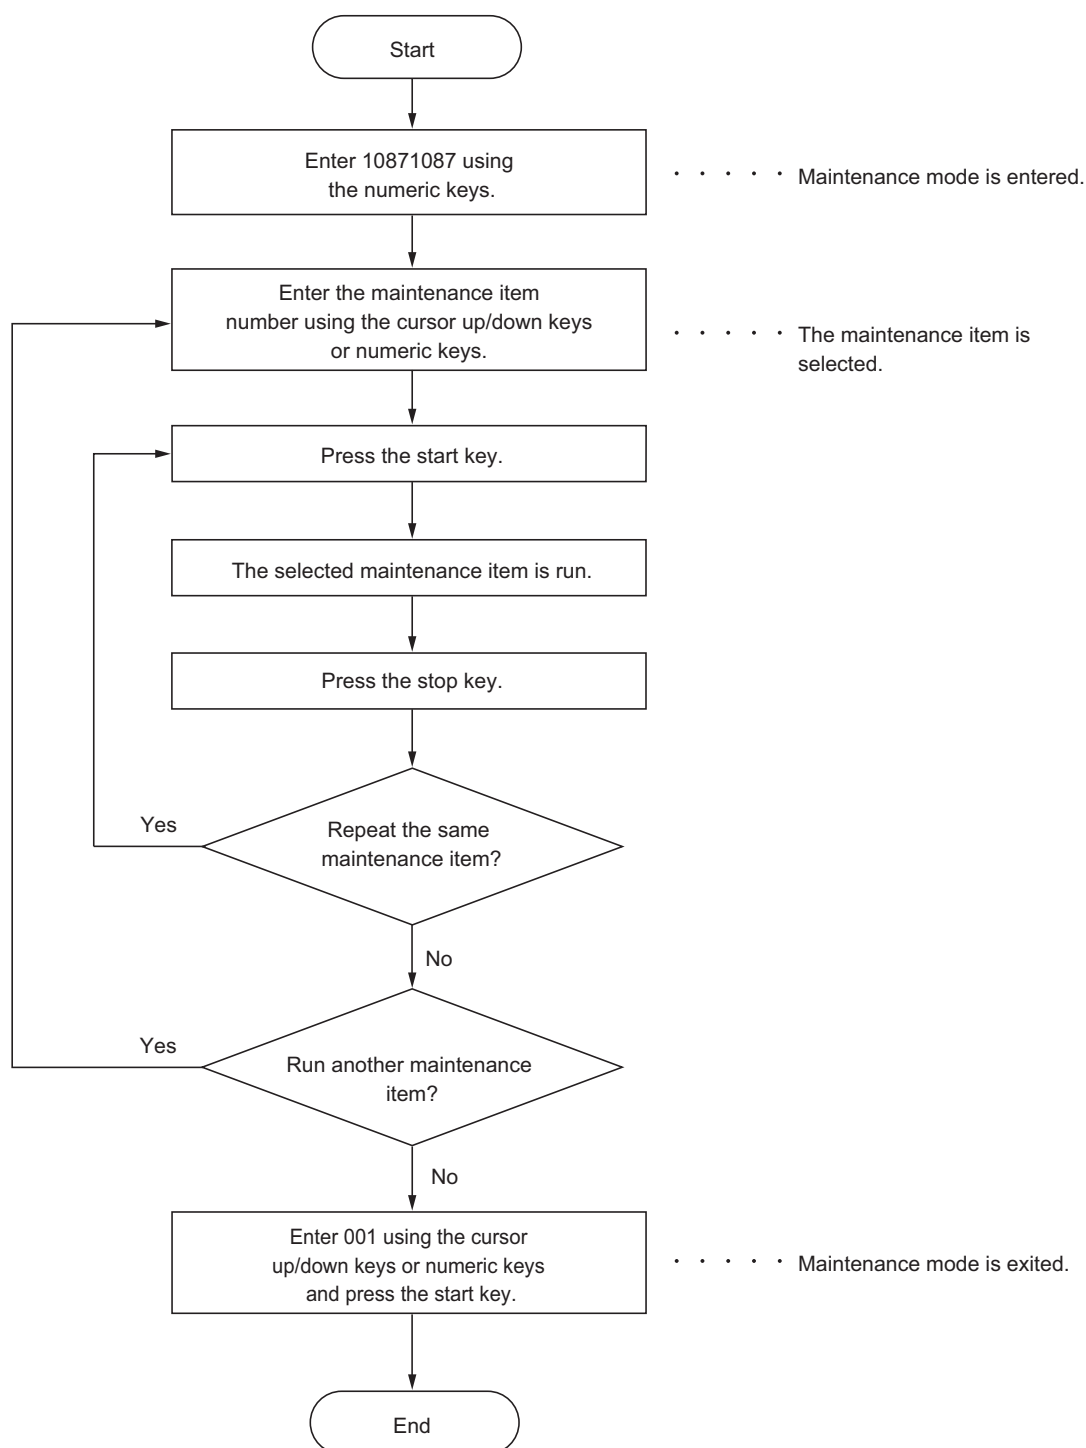 Start
Enter 10871087 using
the numeric keys.
Maintenance mode is entered.
Enter the maintenance item
number using the cursor up/down keys
or numeric keys.
The maintenance item is
selected.
Press the start key.
The selected maintenance item is run.
Press the stop key.
Yes
Repeat the same
maintenance item?
No
Yes
Run another maintenance
item?
No
Enter 001 using the cursor
up/down keys or numeric keys
and press the start key.
Maintenance mode is exited.
End